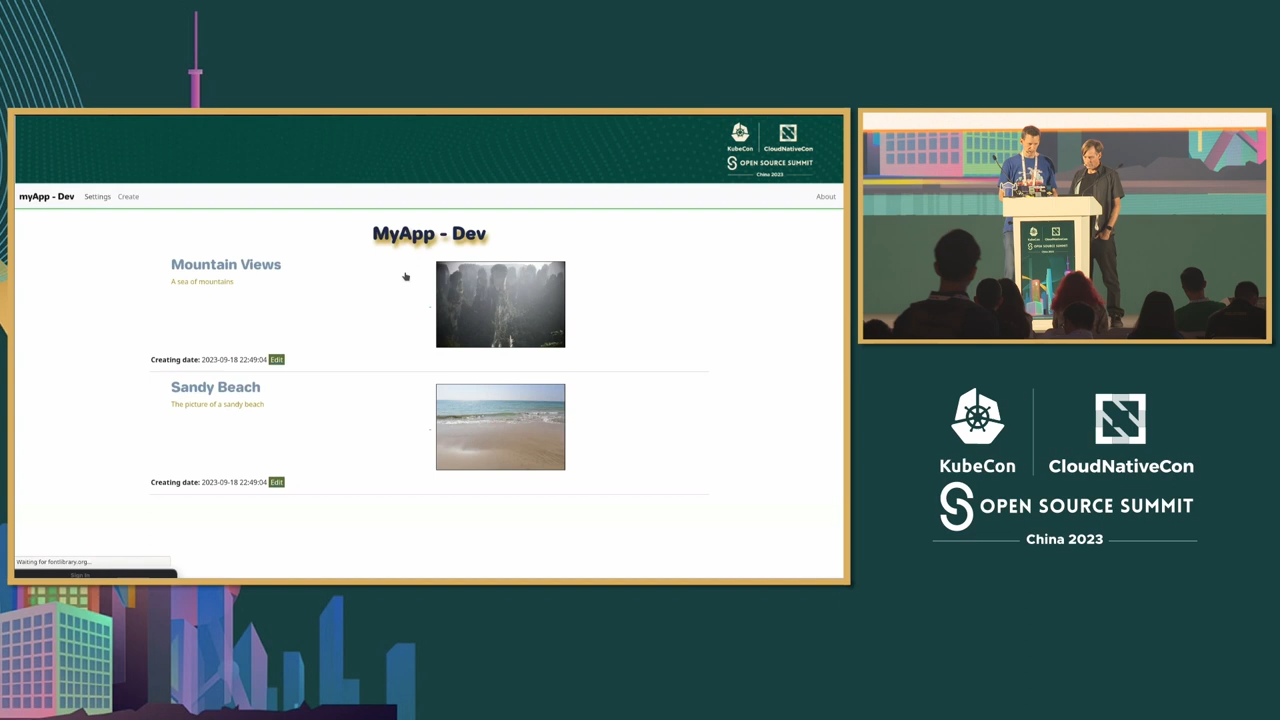 KubeCon
CloudNativeCon
OPEN SOURCE SUMMIT
China 2023
myApp - Dev
Settings
Create
About
MyApp - Dev
Mountain Views
A sea of mountains
Creating date: 2023-09-18 22:49:04 Edit
Sandy Beach
The picture of a sandy beach
Creating date: 2023-09-18 22:49:04 Edit
Waiting for fontlibrary.org...
Sign in
KubeCon
CloudNativeCon
OPEN SOURCE SUMMIT
China 2023